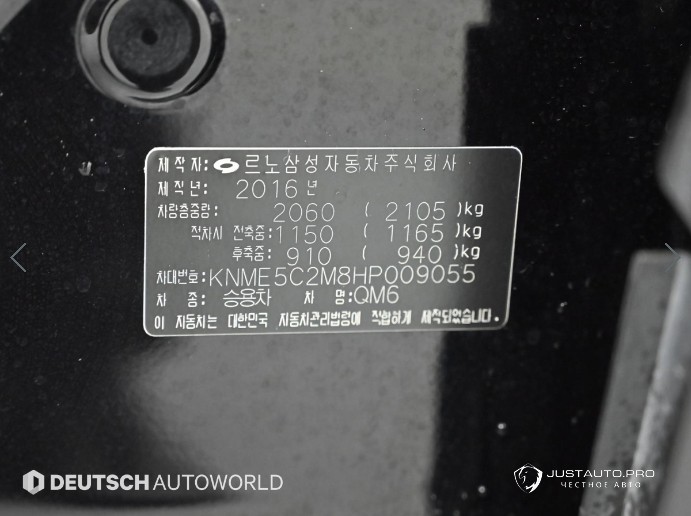 제작자: 르노삼성자동차주식회사
제작년: 2016년
차량총중량: 2060 ( 2105 )kg
적차시 전축중: 1150 ( 1165 )kg
후축중: 910 ( 940 )kg
차대번호: KNME5C2M8HP009055
차 종: 승용차 차 명: QM6
이 자동차는 대한민국 자동차관리법령에 적합하게 제작되었습니다.
DEUTSCH AUTOWORLD
JUSTAUTO.PRO
ЧЕСТНОЕ АВТО